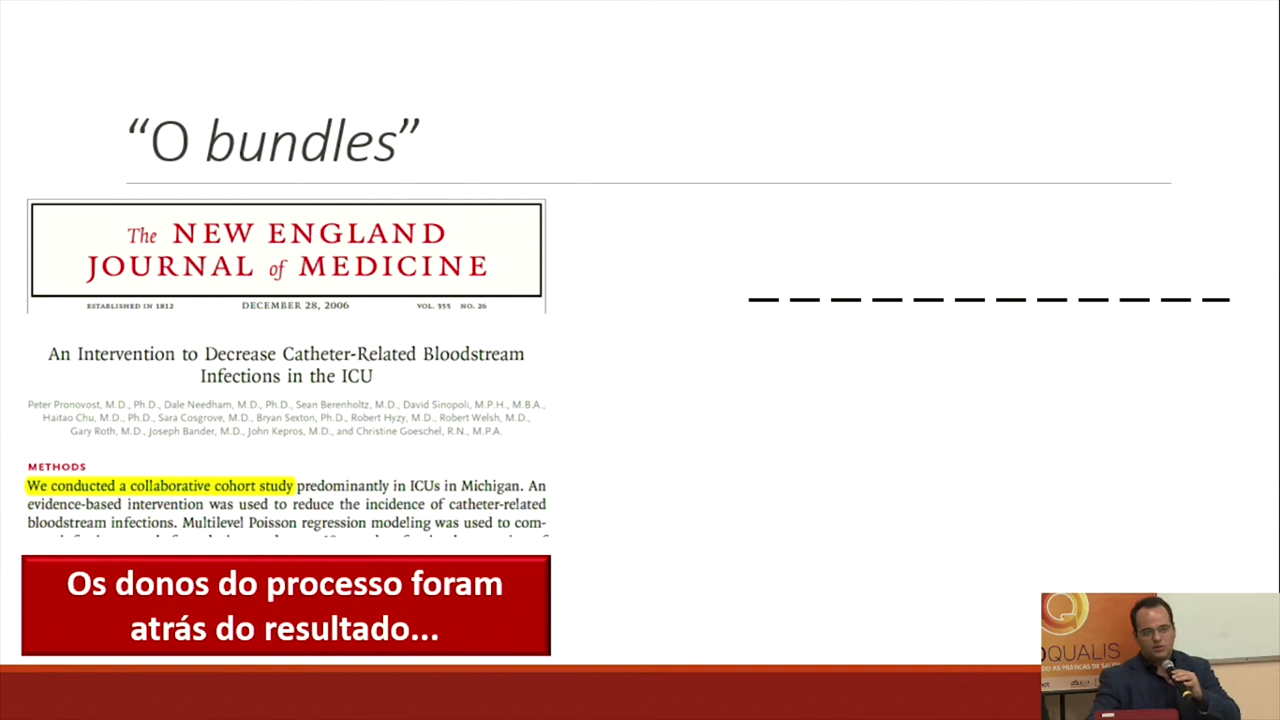 “O bundles”
The NEW ENGLAND
JOURNAL of MEDICINE
ESTABLISHED IN 1812 DECEMBER 28, 2006 VOL. 355 NO. 26
An Intervention to Decrease Catheter-Related Bloodstream
Infections in the ICU
Peter Pronovost, M.D., Ph.D., Dale Needham, M.D., Ph.D., Sean Berenholtz, M.D., David Sinopoli, M.P.H., M.B.A.,
Haitao Chu, M.D., Ph.D., Sara Cosgrove, M.D., Bryan Sexton, Ph.D., Robert Hyzy, M.D., Robert Welsh, M.D.,
Gary Roth, M.D., Joseph Bander, M.D., John Kepros, M.D., and Christine Goeschel, R.N., M.P.A.
METHODS
We conducted a collaborative cohort study predominantly in ICUs in Michigan. An
evidence-based intervention was used to reduce the incidence of catheter-related
bloodstream infections. Multilevel Poisson regression modeling was used to com-
Os donos do processo foram
atrás do resultado...
QUALIS
AS PRÁTICAS DE